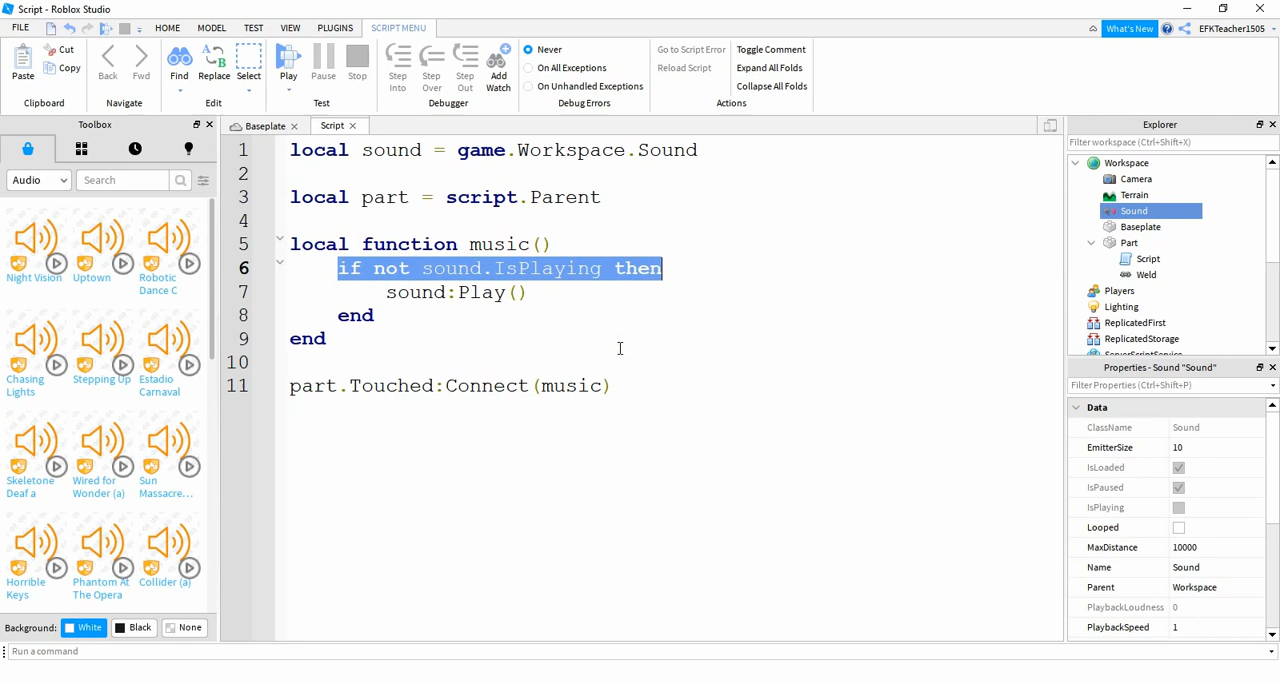 Script - Roblox Studio
FILE HOME MODEL TEST VIEW PLUGINS SCRIPT MENU What's New EFKTeacher1505
Paste Cut Copy Back Fwd Find Replace Select Play Pause Stop Step Into Step Over Step Out Add Watch Never On All Exceptions On Unhandled Exceptions Go to Script Error Reload Script Toggle Comment Expand All Folds Collapse All Folds
Clipboard Navigate Edit Test Debugger Debug Errors Actions
Toolbox
Audio Search
Night Vision Uptown Robotic Dance C
Chasing Lights Stepping Up Estadio Carnaval
Skeletone Deaf a Wired for Wonder (a) Sun Massacre...
Horrible Keys Phantom At The Opera Collider (a)
Background: White Black None
Baseplate Script
1 local sound = game.Workspace.Sound
2
3 local part = script.Parent
4
5 local function music()
6 if not sound.IsPlaying then
7 sound:Play()
8 end
9 end
10
11 part.Touched:Connect(music)
Explorer
Filter workspace (Ctrl+Shift+X)
Workspace
Camera
Terrain
Sound
Baseplate
Part
Script
Weld
Players
Lighting
ReplicatedFirst
ReplicatedStorage
ServerScriptService
Properties - Sound "Sound"
Filter Properties (Ctrl+Shift+P)
Data
ClassName Sound
EmitterSize 10
IsLoaded
IsPaused
IsPlaying
Looped
MaxDistance 10000
Name Sound
Parent Workspace
PlaybackLoudness 0
PlaybackSpeed 1
Run a command